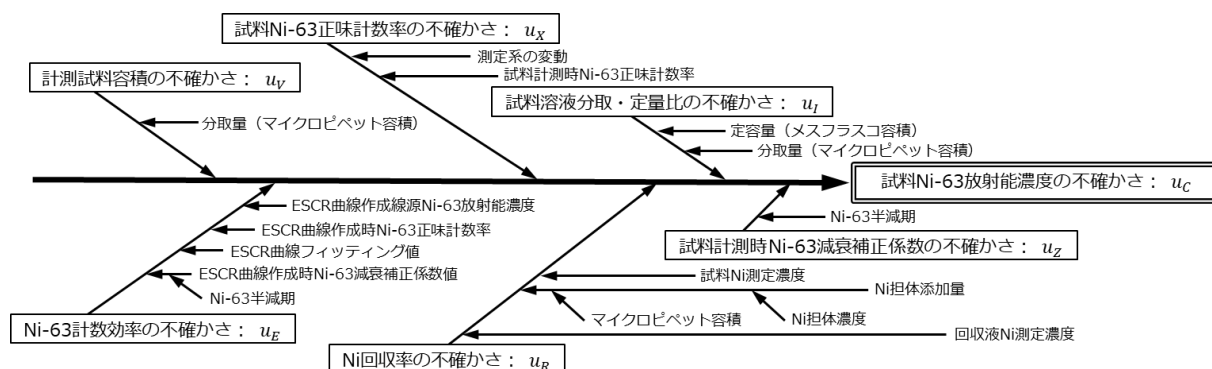 試料Ni-63正味計数率の不確かさ： u_X
測定系の変動
試料計測時Ni-63正味計数率
計測試料容積の不確かさ： u_V
分取量（マイクロピペット容積）
試料溶液分取・定量比の不確かさ： u_I
定容量（メスフラスコ容積）
分取量（マイクロピペット容積）
試料Ni-63放射能濃度の不確かさ： u_C
ESCR曲線作成線源Ni-63放射能濃度
ESCR曲線作成時Ni-63正味計数率
ESCR曲線フィッティング値
ESCR曲線作成時Ni-63減衰補正係数値
Ni-63半減期
Ni-63計数効率の不確かさ： u_E
Ni-63半減期
試料計測時Ni-63減衰補正係数の不確かさ： u_Z
試料Ni測定濃度
Ni担体添加量
マイクロピペット容積
Ni担体濃度
回収液Ni測定濃度
Ni回収率の不確かさ： u_R